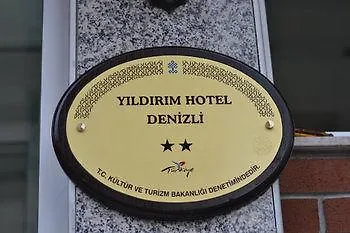 YILDIRIM HOTEL
DENİZLİ
Türkiye
T.C. KÜLTÜR VE TURİZM BAKANLIĞI DENETİMİNDEDİR.